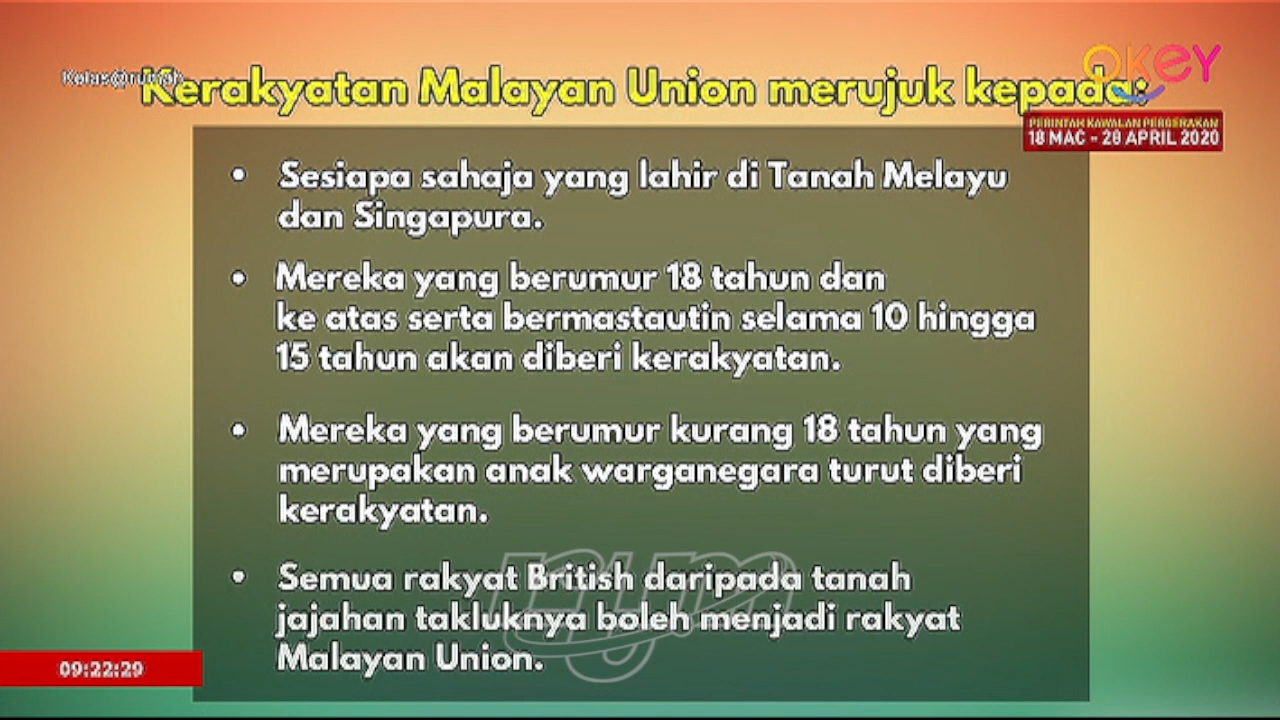 Kelas@rumah
OKEY
Kerakyatan Malayan Union merujuk kepada:
PERINTAH KAWALAN PERGERAKAN
18 MAC - 28 APRIL 2020
• Sesiapa sahaja yang lahir di Tanah Melayu
dan Singapura.
• Mereka yang berumur 18 tahun dan
ke atas serta bermastautin selama 10 hingga
15 tahun akan diberi kerakyatan.
• Mereka yang berumur kurang 18 tahun yang
merupakan anak warganegara turut diberi
kerakyatan.
• Semua rakyat British daripada tanah
jajahan takluknya boleh menjadi rakyat
Malayan Union.
09:22:29